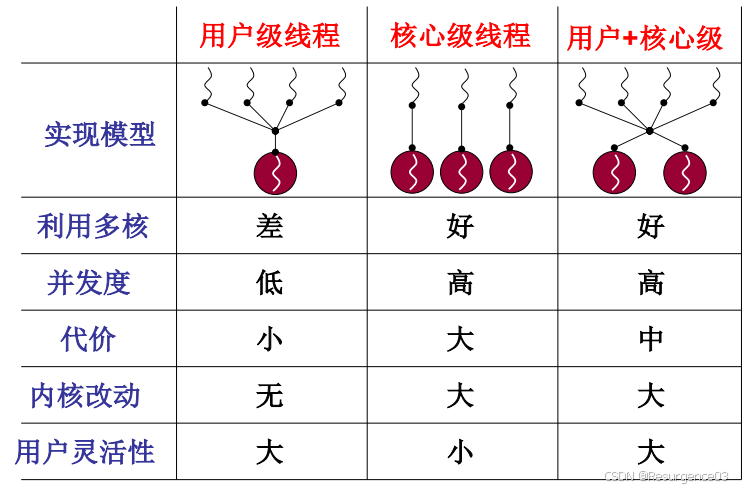 用户级线程 核心级线程 用户+核心级
实现模型
利用多核 差 好 好
并发度 低 高 高
代价 小 大 中
内核改动 无 大 大
用户灵活性 大 小 大
CSDN @Resurgence03